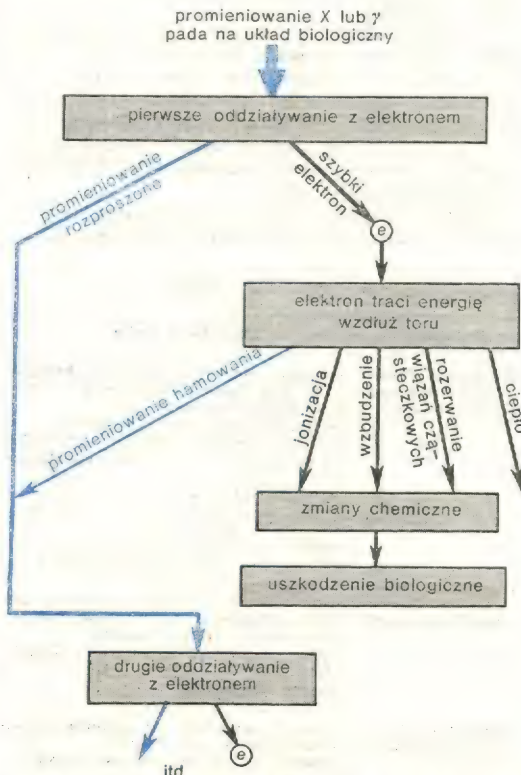 promieniowanie X lub γ
pada na układ biologiczny
pierwsze oddziaływanie z elektronem
promieniowanie
rozproszone
szybki
elektron
e
elektron traci energię
wzdłuż toru
promieniowanie hamowania
jonizacja
wzbudzenie
rozerwanie
wiązań czą-
steczkowych
ciepło
zmiany chemiczne
uszkodzenie biologiczne
drugie oddziaływanie
z elektronem
e
itd